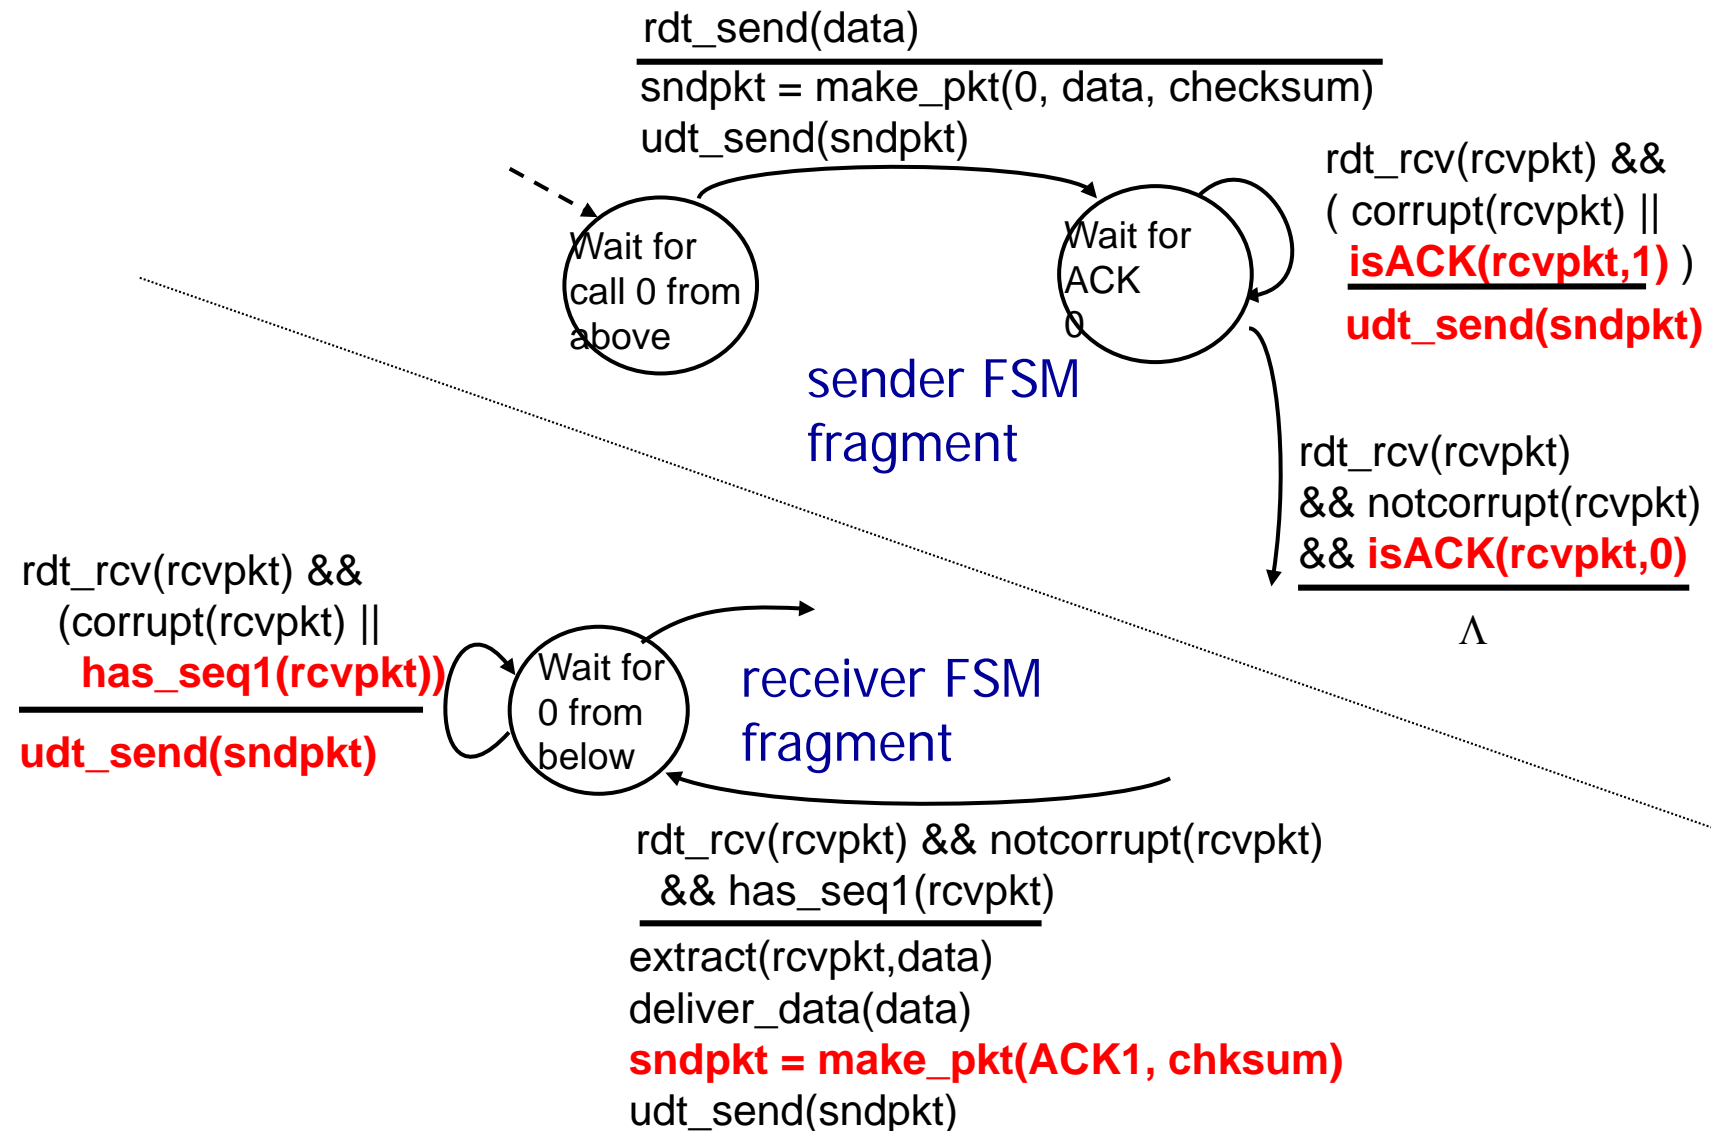 rdt_send(data)
sndpkt = make_pkt(0, data, checksum)
udt_send(sndpkt)
rdt_rcv(rcvpkt) &&
( corrupt(rcvpkt) ||
isACK(rcvpkt,1) )
udt_send(sndpkt)
Wait for
call 0 from
above
Wait for
ACK
0
sender FSM
fragment
rdt_rcv(rcvpkt)
&& notcorrupt(rcvpkt)
&& isACK(rcvpkt,0)
Λ
rdt_rcv(rcvpkt) &&
(corrupt(rcvpkt) ||
has_seq1(rcvpkt))
udt_send(sndpkt)
Wait for
0 from
below
receiver FSM
fragment
rdt_rcv(rcvpkt) && notcorrupt(rcvpkt)
&& has_seq1(rcvpkt)
extract(rcvpkt,data)
deliver_data(data)
sndpkt = make_pkt(ACK1, chksum)
udt_send(sndpkt)